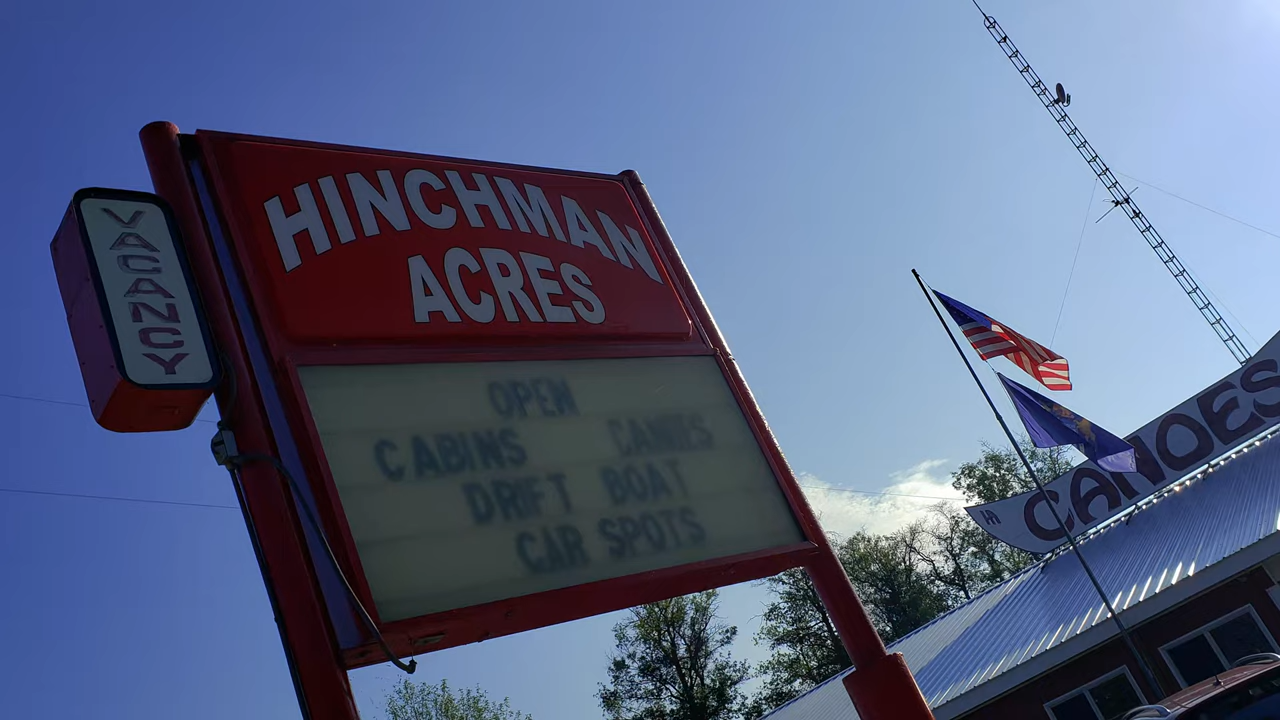 VACANCY
HINCHMAN
ACRES
OPEN
CABINS CANOES
DRIFT BOAT
CAR SPOTS
CANOES